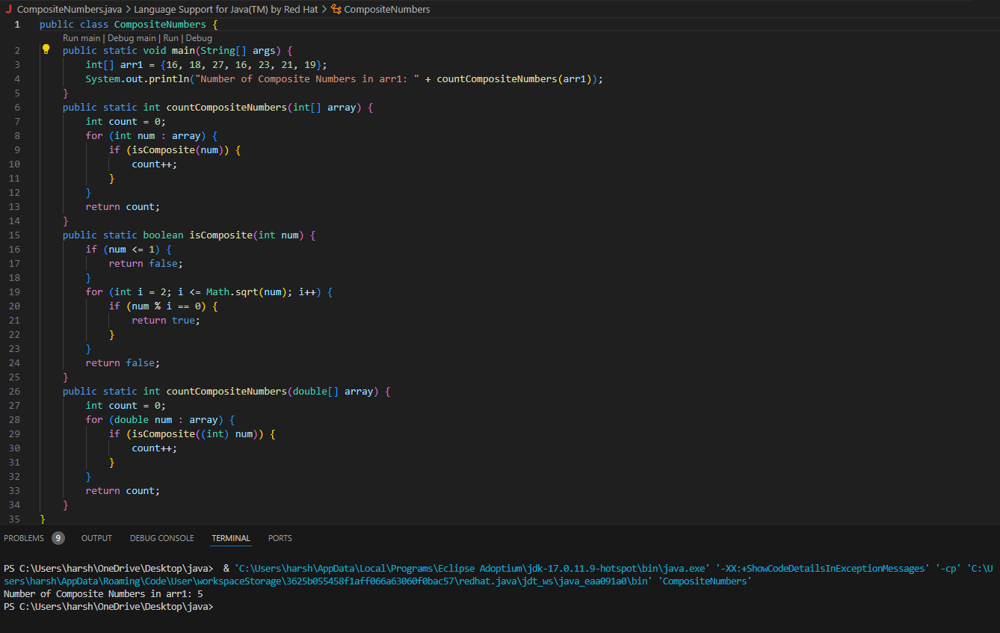 J CompositeNumbers.java > Language Support for Java(TM) by Red Hat > CompositeNumbers
1 public class CompositeNumbers {
Run main | Debug main | Run | Debug
2     public static void main(String[] args) {
3         int[] arr1 = {16, 18, 27, 16, 23, 21, 19};
4         System.out.println("Number of Composite Numbers in arr1: " + countCompositeNumbers(arr1));
5     }
6     public static int countCompositeNumbers(int[] array) {
7         int count = 0;
8         for (int num : array) {
9             if (isComposite(num)) {
10                 count++;
11             }
12         }
13         return count;
14     }
15     public static boolean isComposite(int num) {
16         if (num <= 1) {
17             return false;
18         }
19         for (int i = 2; i <= Math.sqrt(num); i++) {
20             if (num % i == 0) {
21                 return true;
22             }
23         }
24         return false;
25     }
26     public static int countCompositeNumbers(double[] array) {
27         int count = 0;
28         for (double num : array) {
29             if (isComposite((int) num)) {
30                 count++;
31             }
32         }
33         return count;
34     }
35 }
PROBLEMS 9 OUTPUT DEBUG CONSOLE TERMINAL PORTS
PS C:\Users\harsh\OneDrive\Desktop\java>  & 'C:\Users\harsh\AppData\Local\Programs\Eclipse Adoptium\jdk-17.0.11.9-hotspot\bin\java.exe' '-XX:+ShowCodeDetailsInExceptionMessages' '-cp' 'C:\U
sers\harsh\AppData\Roaming\Code\User\workspaceStorage\3625b055458f1aff066a63060f0bac57\redhat.java\jdt_ws\java_eaa091a0\bin' 'CompositeNumbers'
Number of Composite Numbers in arr1: 5
PS C:\Users\harsh\OneDrive\Desktop\java>